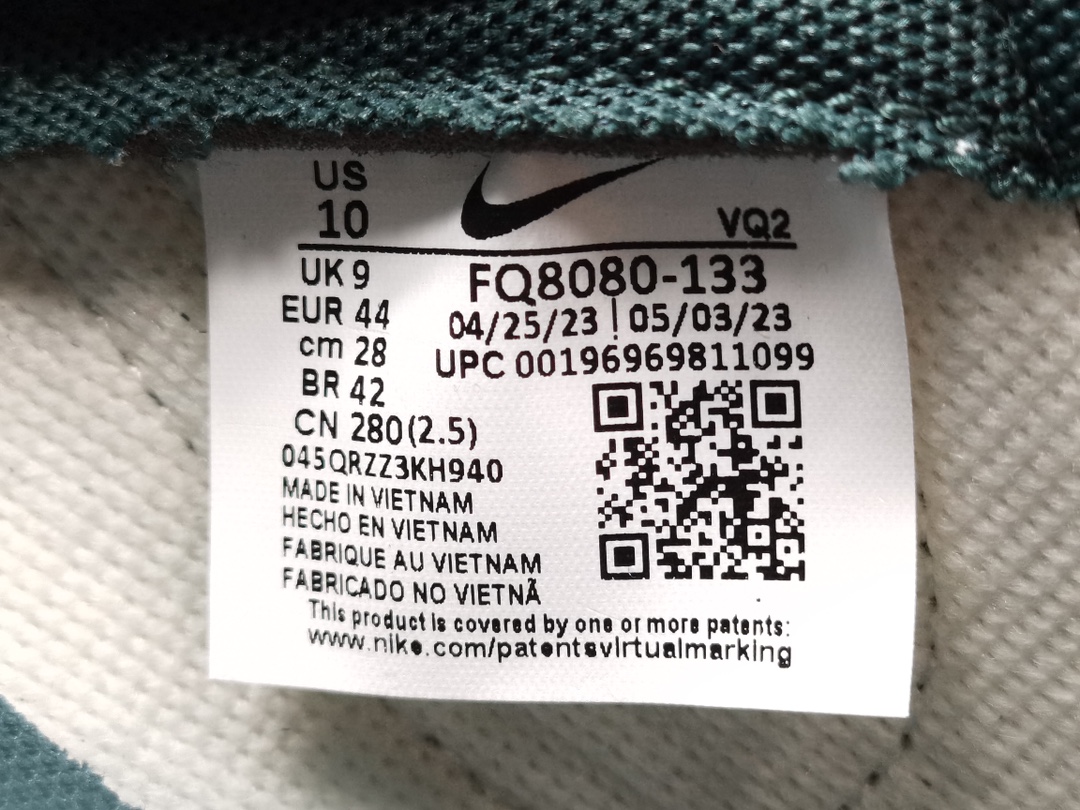 US
10
VQ2
UK 9
FQ8080-133
EUR 44
04/25/23 | 05/03/23
cm 28
UPC 00196969811099
BR 42
CN 280(2.5)
045QRZZ3KH940
MADE IN VIETNAM
HECHO EN VIETNAM
FABRIQUE AU VIETNAM
FABRICADO NO VIETNÃ
This product is covered by one or more patents:
www.nike.com/patentsvirtualmarking